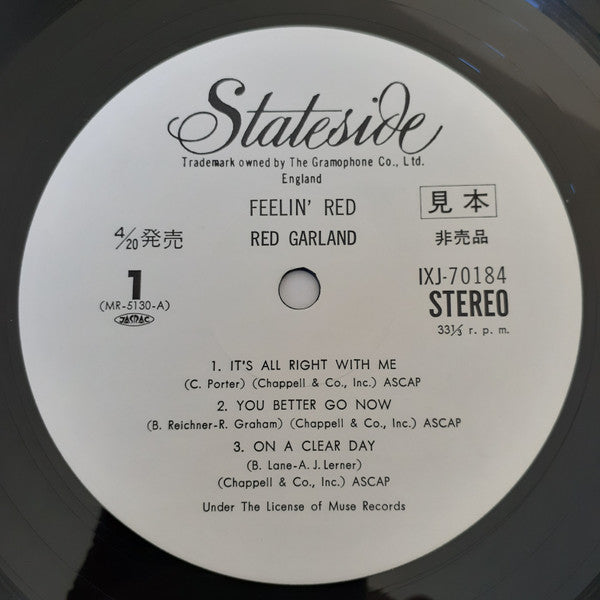 Stateside
Trademark owned by The Gramophone Co., Ltd.
England
FEELIN' RED
見本
4/20発売
RED GARLAND
非売品
1
IXJ-70184
(MR-5130-A)
STEREO
JASRAC
33⅓ r. p. m.
1. IT'S ALL RIGHT WITH ME
(C. Porter) (Chappell & Co., Inc.) ASCAP
2. YOU BETTER GO NOW
(B. Reichner-R. Graham) (Chappell & Co., Inc.) ASCAP
3. ON A CLEAR DAY
(B. Lane-A. J. Lerner)
(Chappell & Co., Inc.) ASCAP
Under The License of Muse Records